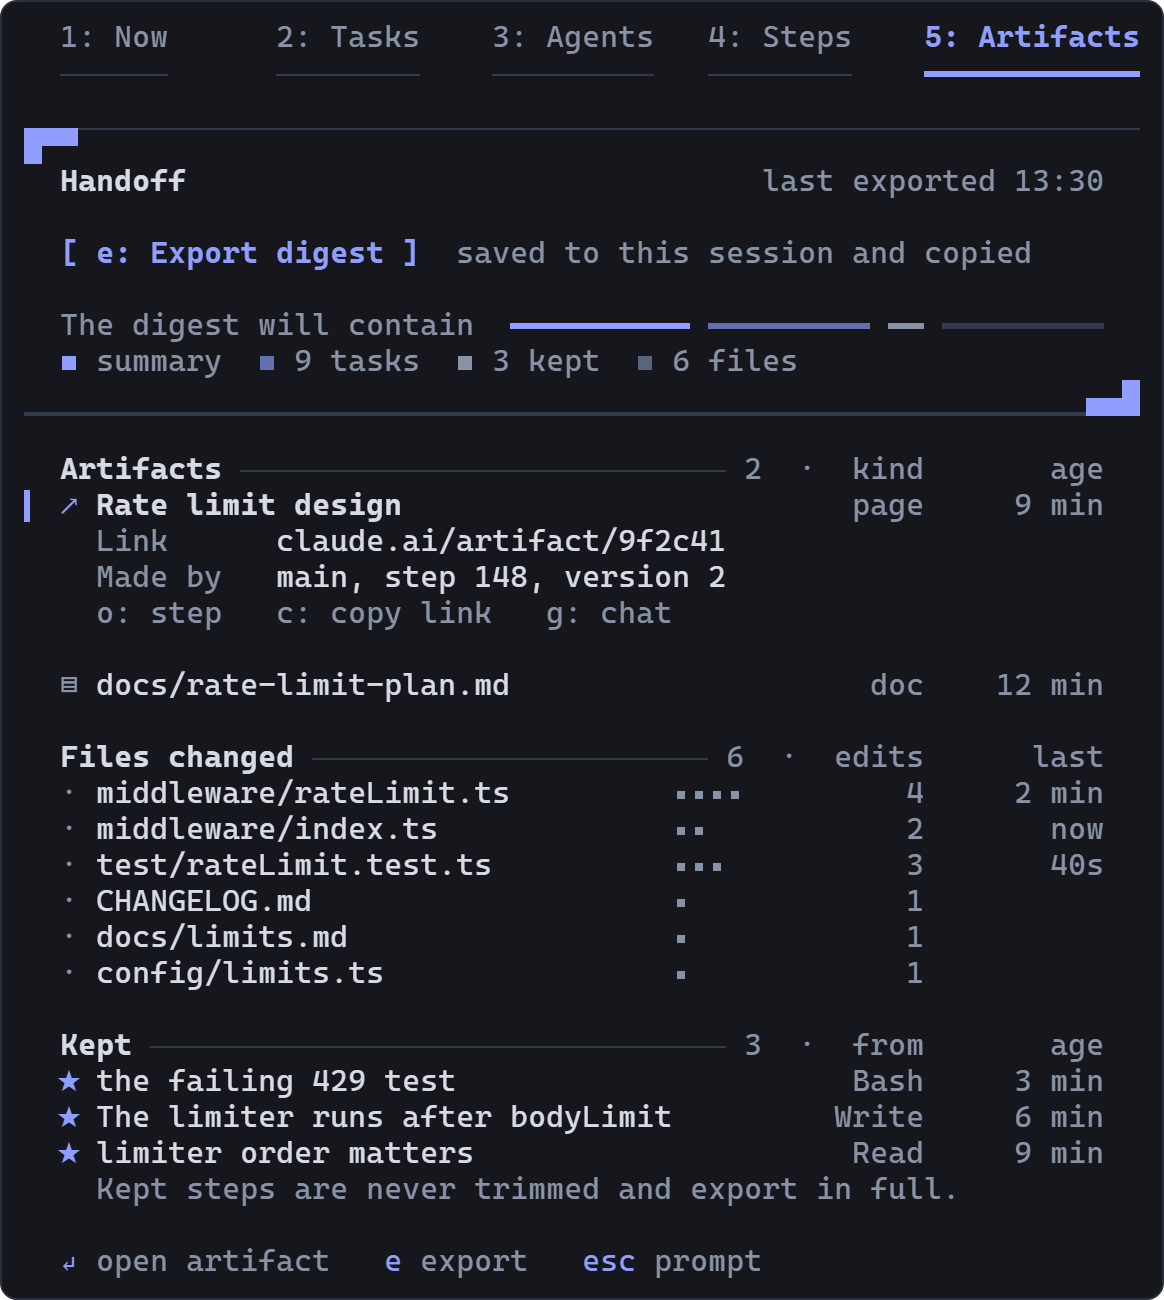 1: Now 2: Tasks 3: Agents 4: Steps 5: Artifacts
Handoff last exported 13:30
[ e: Export digest ] saved to this session and copied
The digest will contain
■ summary ■ 9 tasks ■ 3 kept ■ 6 files
Artifacts 2 · kind age
↗ Rate limit design page 9 min
Link claude.ai/artifact/9f2c41
Made by main, step 148, version 2
o: step c: copy link g: chat
▤ docs/rate-limit-plan.md doc 12 min
Files changed 6 · edits last
· middleware/rateLimit.ts ▪▪▪▪ 4 2 min
· middleware/index.ts ▪▪ 2 now
· test/rateLimit.test.ts ▪▪▪ 3 40s
· CHANGELOG.md ▪ 1
· docs/limits.md ▪ 1
· config/limits.ts ▪ 1
Kept 3 · from age
★ the failing 429 test Bash 3 min
★ The limiter runs after bodyLimit Write 6 min
★ limiter order matters Read 9 min
Kept steps are never trimmed and export in full.
↲ open artifact e export esc prompt